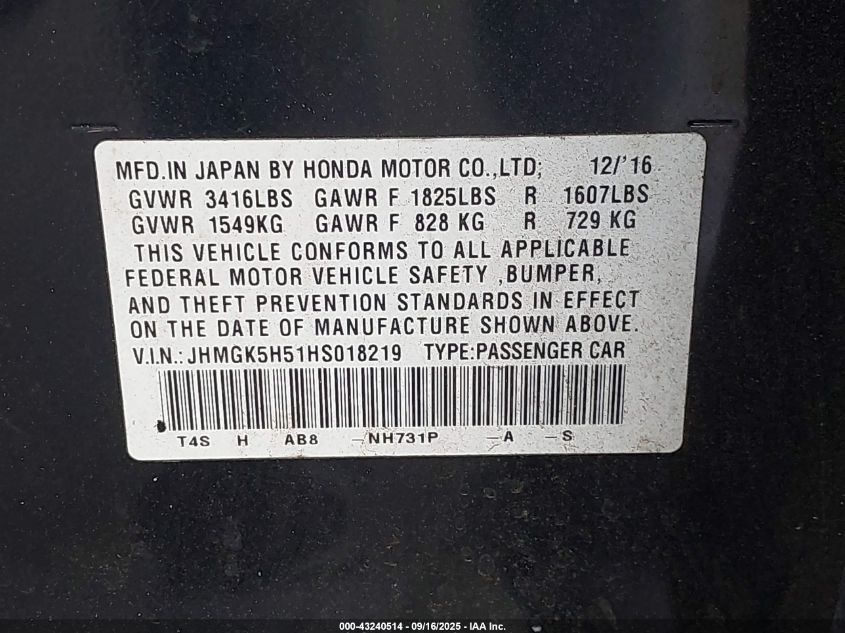 MFD.IN JAPAN BY HONDA MOTOR CO.,LTD; 12/'16
GVWR 3416LBS GAWR F 1825LBS R 1607LBS
GVWR 1549KG GAWR F 828 KG R 729 KG
THIS VEHICLE CONFORMS TO ALL APPLICABLE
FEDERAL MOTOR VEHICLE SAFETY ,BUMPER,
AND THEFT PREVENTION STANDARDS IN EFFECT
ON THE DATE OF MANUFACTURE SHOWN ABOVE.
V.I.N.:JHMGK5H51HS018219 TYPE:PASSENGER CAR
T4S H AB8 –NH731P –A –S
000-43240514 - 09/16/2025 - IAA Inc.